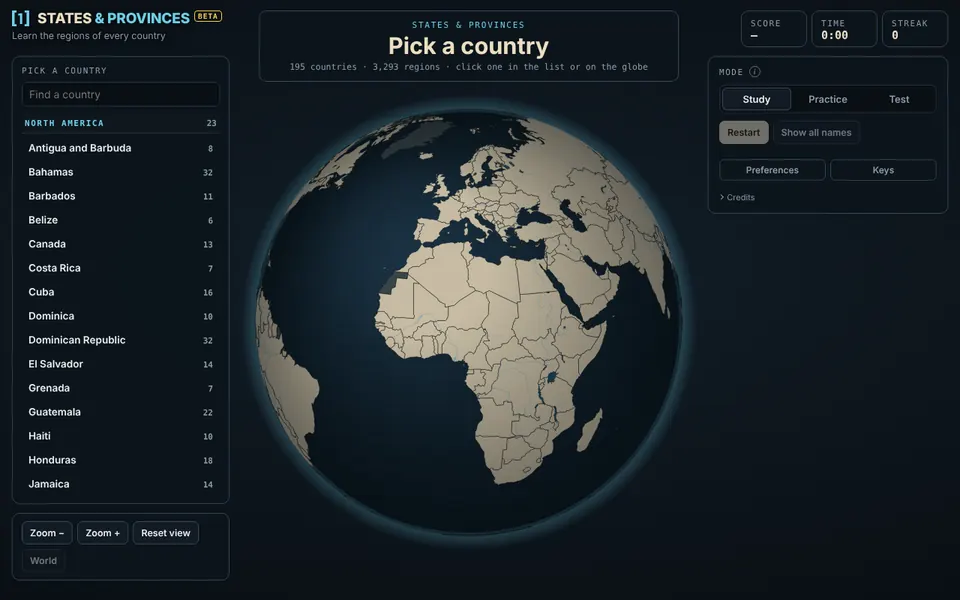 [1] STATES & PROVINCES BETA
Learn the regions of every country
STATES & PROVINCES
Pick a country
195 countries · 3,293 regions · click one in the list or on the globe
SCORE
–
TIME
0:00
STREAK
0
PICK A COUNTRY
Find a country
NORTH AMERICA 23
Antigua and Barbuda 8
Bahamas 32
Barbados 11
Belize 6
Canada 13
Costa Rica 7
Cuba 16
Dominica 10
Dominican Republic 32
El Salvador 14
Grenada 7
Guatemala 22
Haiti 10
Honduras 18
Jamaica 14
Zoom − Zoom + Reset view
World
MODE i
Study Practice Test
Restart Show all names
Preferences Keys
› Credits